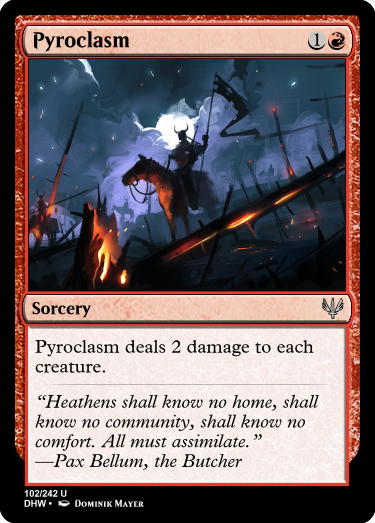 Pyroclasm 1
Sorcery
Pyroclasm deals 2 damage to each
creature.
“Heathens shall know no home, shall
know no community, shall know no
comfort. All must assimilate.”
—Pax Bellum, the Butcher
102/242 U
DHW • Dominik Mayer